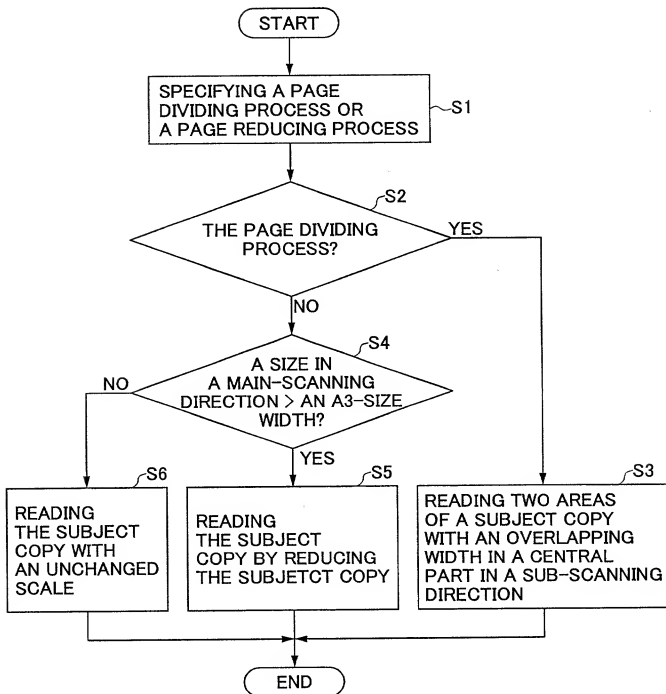 START
SPECIFYING A PAGE
DIVIDING PROCESS OR
A PAGE REDUCING PROCESS
S1
S2
THE PAGE DIVIDING
PROCESS?
YES
NO
S4
A SIZE IN
A MAIN-SCANNING
DIRECTION > AN A3-SIZE
WIDTH?
NO
YES
S6
READING
THE SUBJECT
COPY WITH
AN UNCHANGED
SCALE
S5
READING
THE SUBJECT
COPY BY REDUCING
THE SUBJETCT COPY
S3
READING TWO AREAS
OF A SUBJECT COPY
WITH AN OVERLAPPING
WIDTH IN A CENTRAL
PART IN A SUB-SCANNING
DIRECTION
END